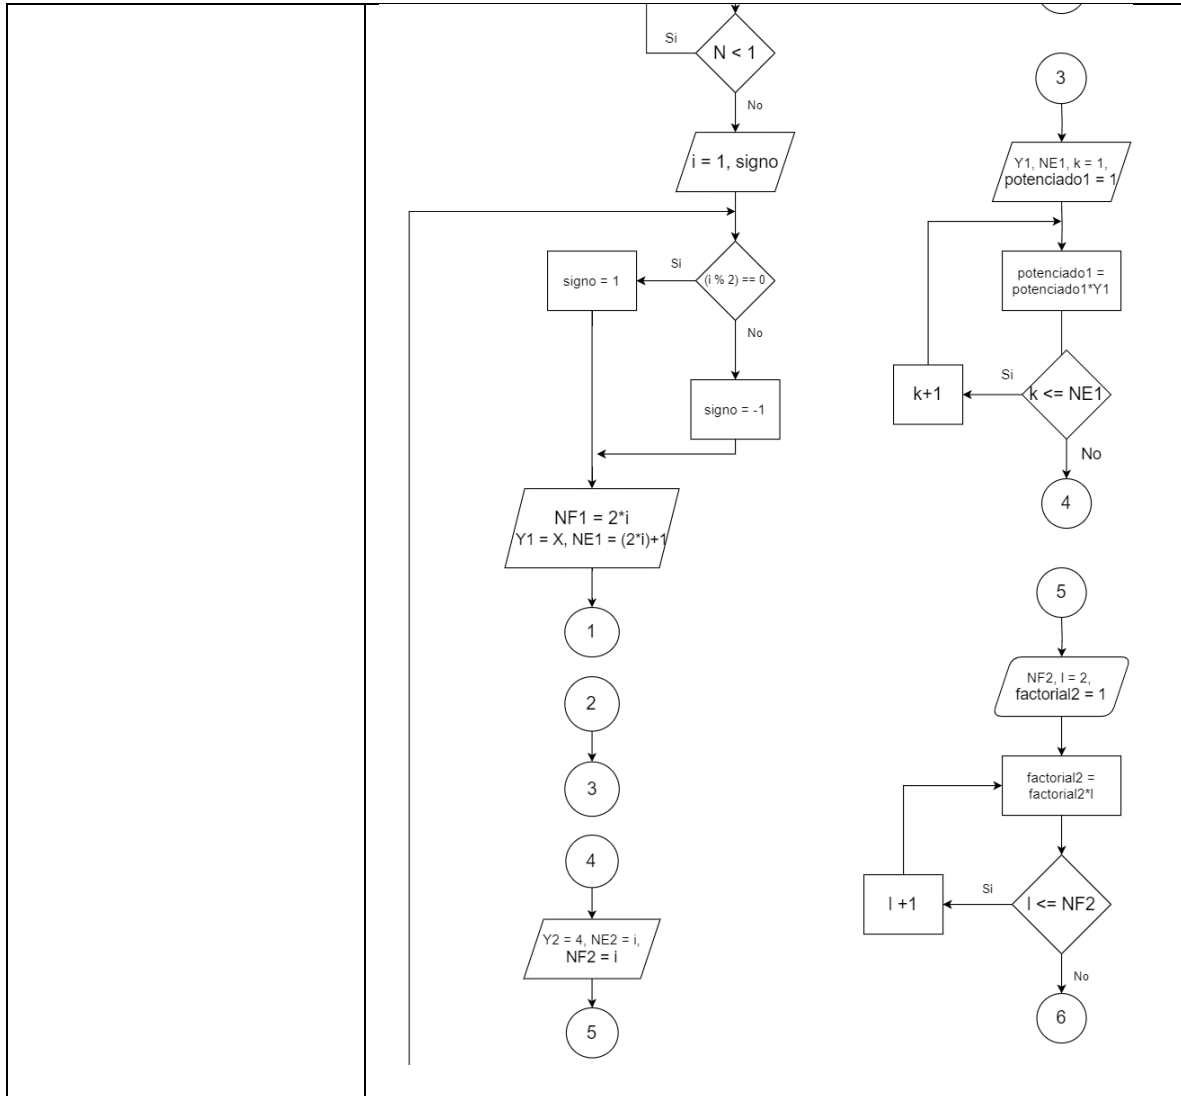 Si
N < 1
No
i = 1, signo
Si
(i % 2) == 0
signo = 1
No
signo = -1
NF1 = 2*i
Y1 = X, NE1 = (2*i)+1
1
2
3
4
Y2 = 4, NE2 = i,
NF2 = i
5
3
Y1, NE1, k = 1,
potenciado1 = 1
potenciado1 =
potenciado1*Y1
Si
k <= NE1
k+1
No
4
5
NF2, l = 2,
factorial2 = 1
factorial2 =
factorial2*l
Si
l <= NF2
l +1
No
6